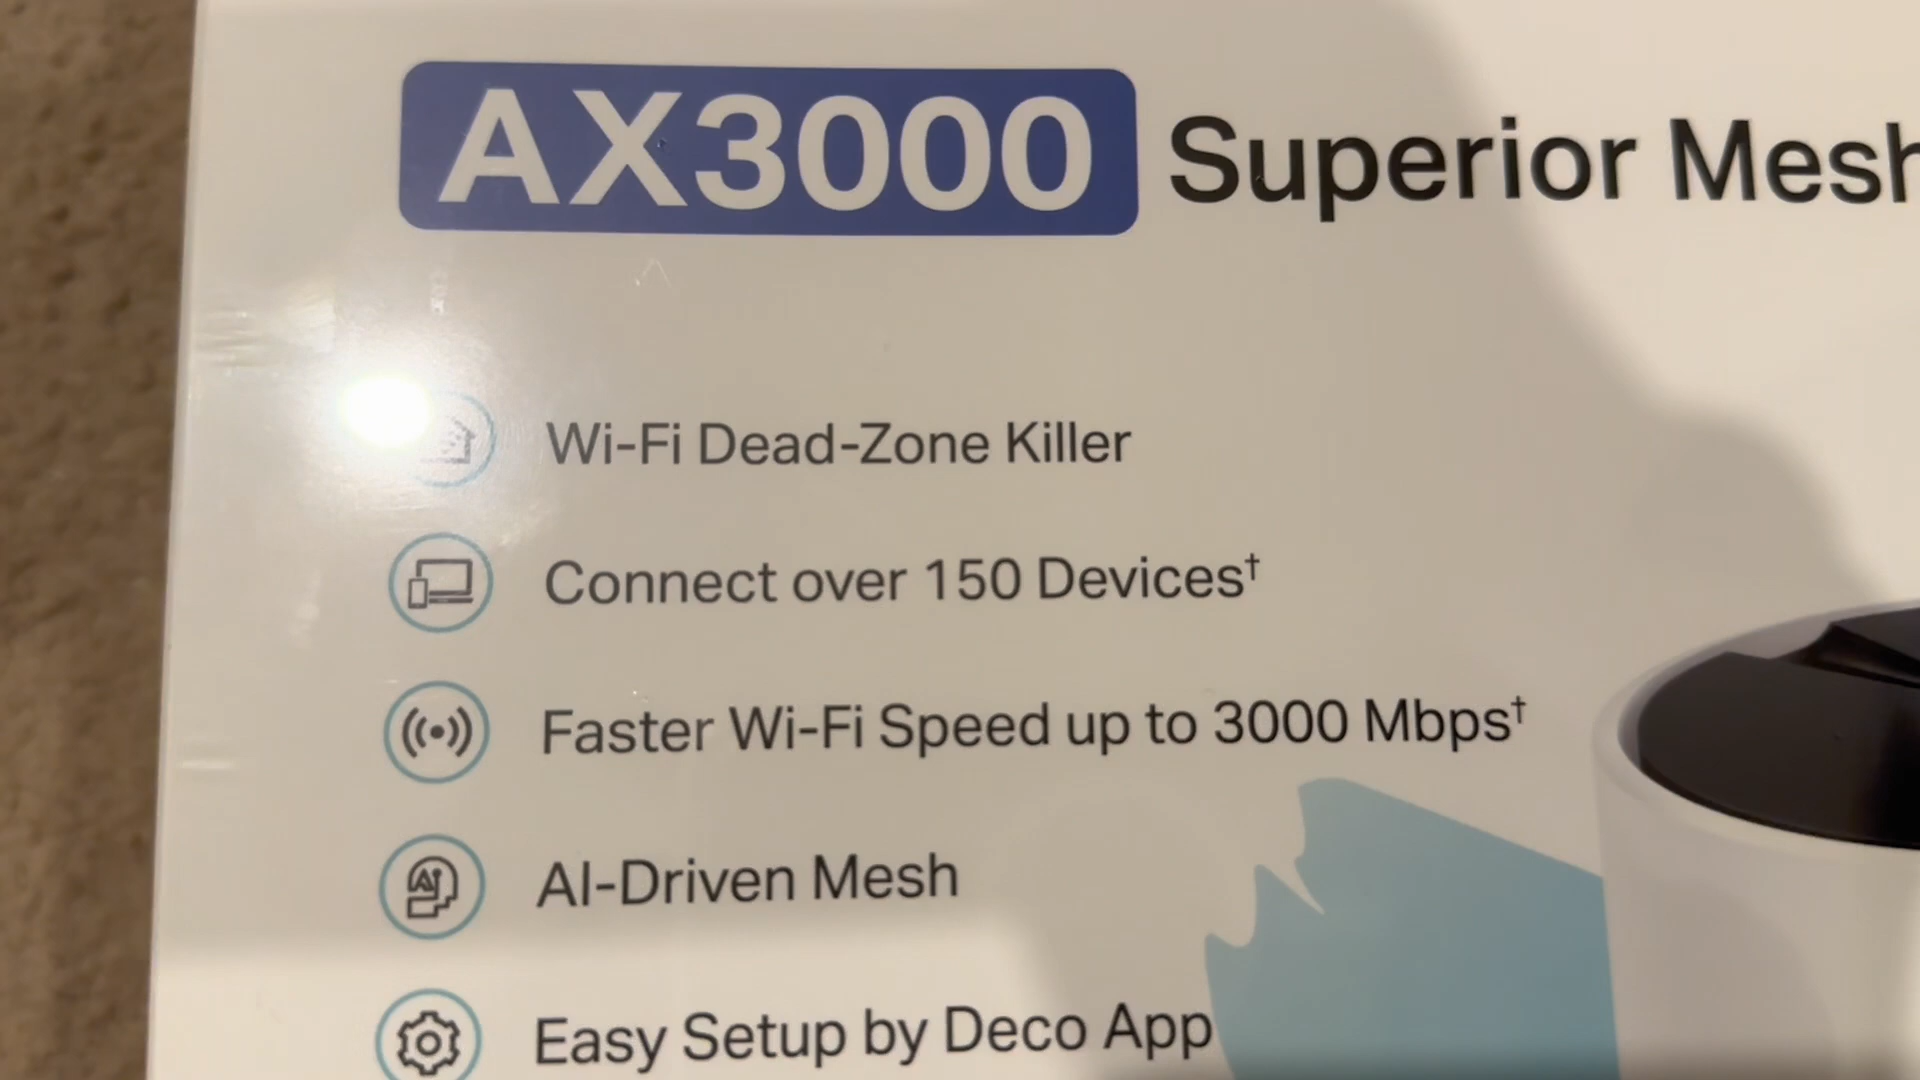 AX3000 Superior Mesh
Wi-Fi Dead-Zone Killer
Connect over 150 Devices†
Faster Wi-Fi Speed up to 3000 Mbps†
AI-Driven Mesh
Easy Setup by Deco App